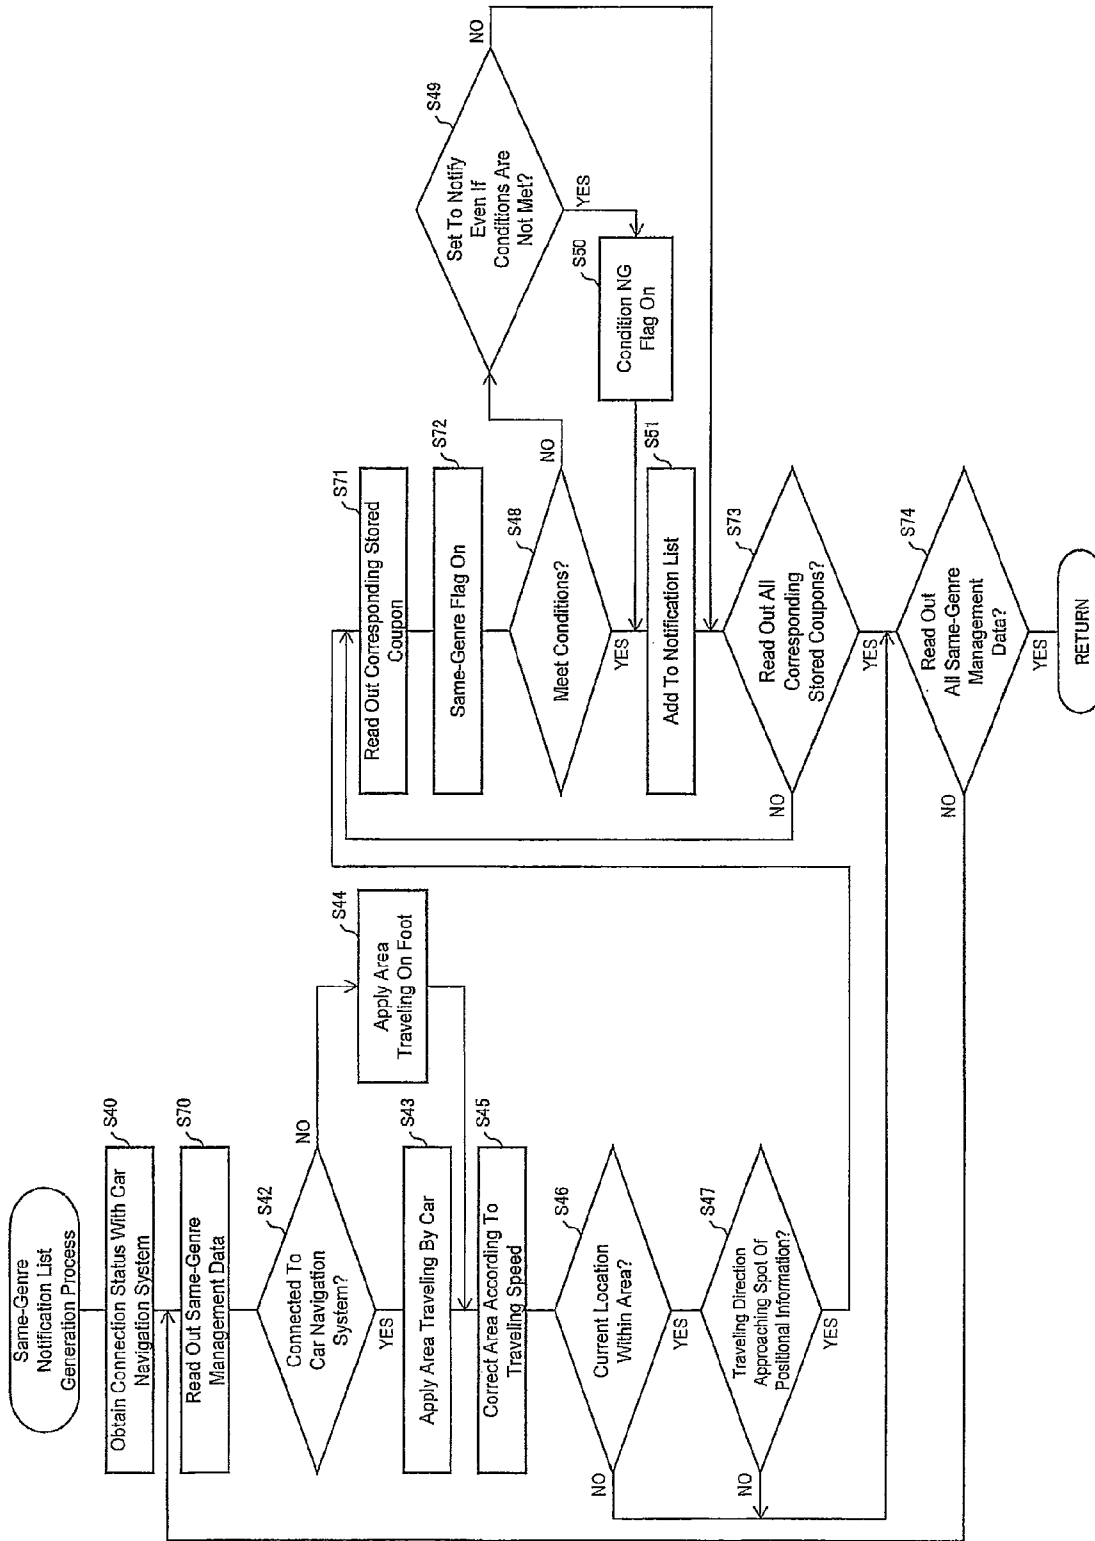 Same-Genre
Notification List
Generation Process
S40
Obtain Connection Status With Car
Navigation System
S70
Read Out Same-Genre
Management Data
S42
Connected To
Car Navigation
System?
NO
YES
S44
Apply Area
Traveling On Foot
S43
Apply Area Traveling By Car
S45
Correct Area According To
Traveling Speed
S46
Current Location
Within Area?
NO
YES
S47
Traveling Direction
Approaching Spot Of
Positional Information?
NO
YES
S71
Read Out Corresponding Stored
Coupon
S72
Same-Genre Flag On
S48
Meet Conditions?
NO
YES
S49
Set To Notify
Even If
Conditions Are
Not Met?
NO
YES
S50
Condition NG
Flag On
S51
Add To Notification List
S73
Read Out All
Corresponding
Stored Coupons?
NO
YES
S74
Read Out
All Same-Genre
Management
Data?
NO
YES
RETURN